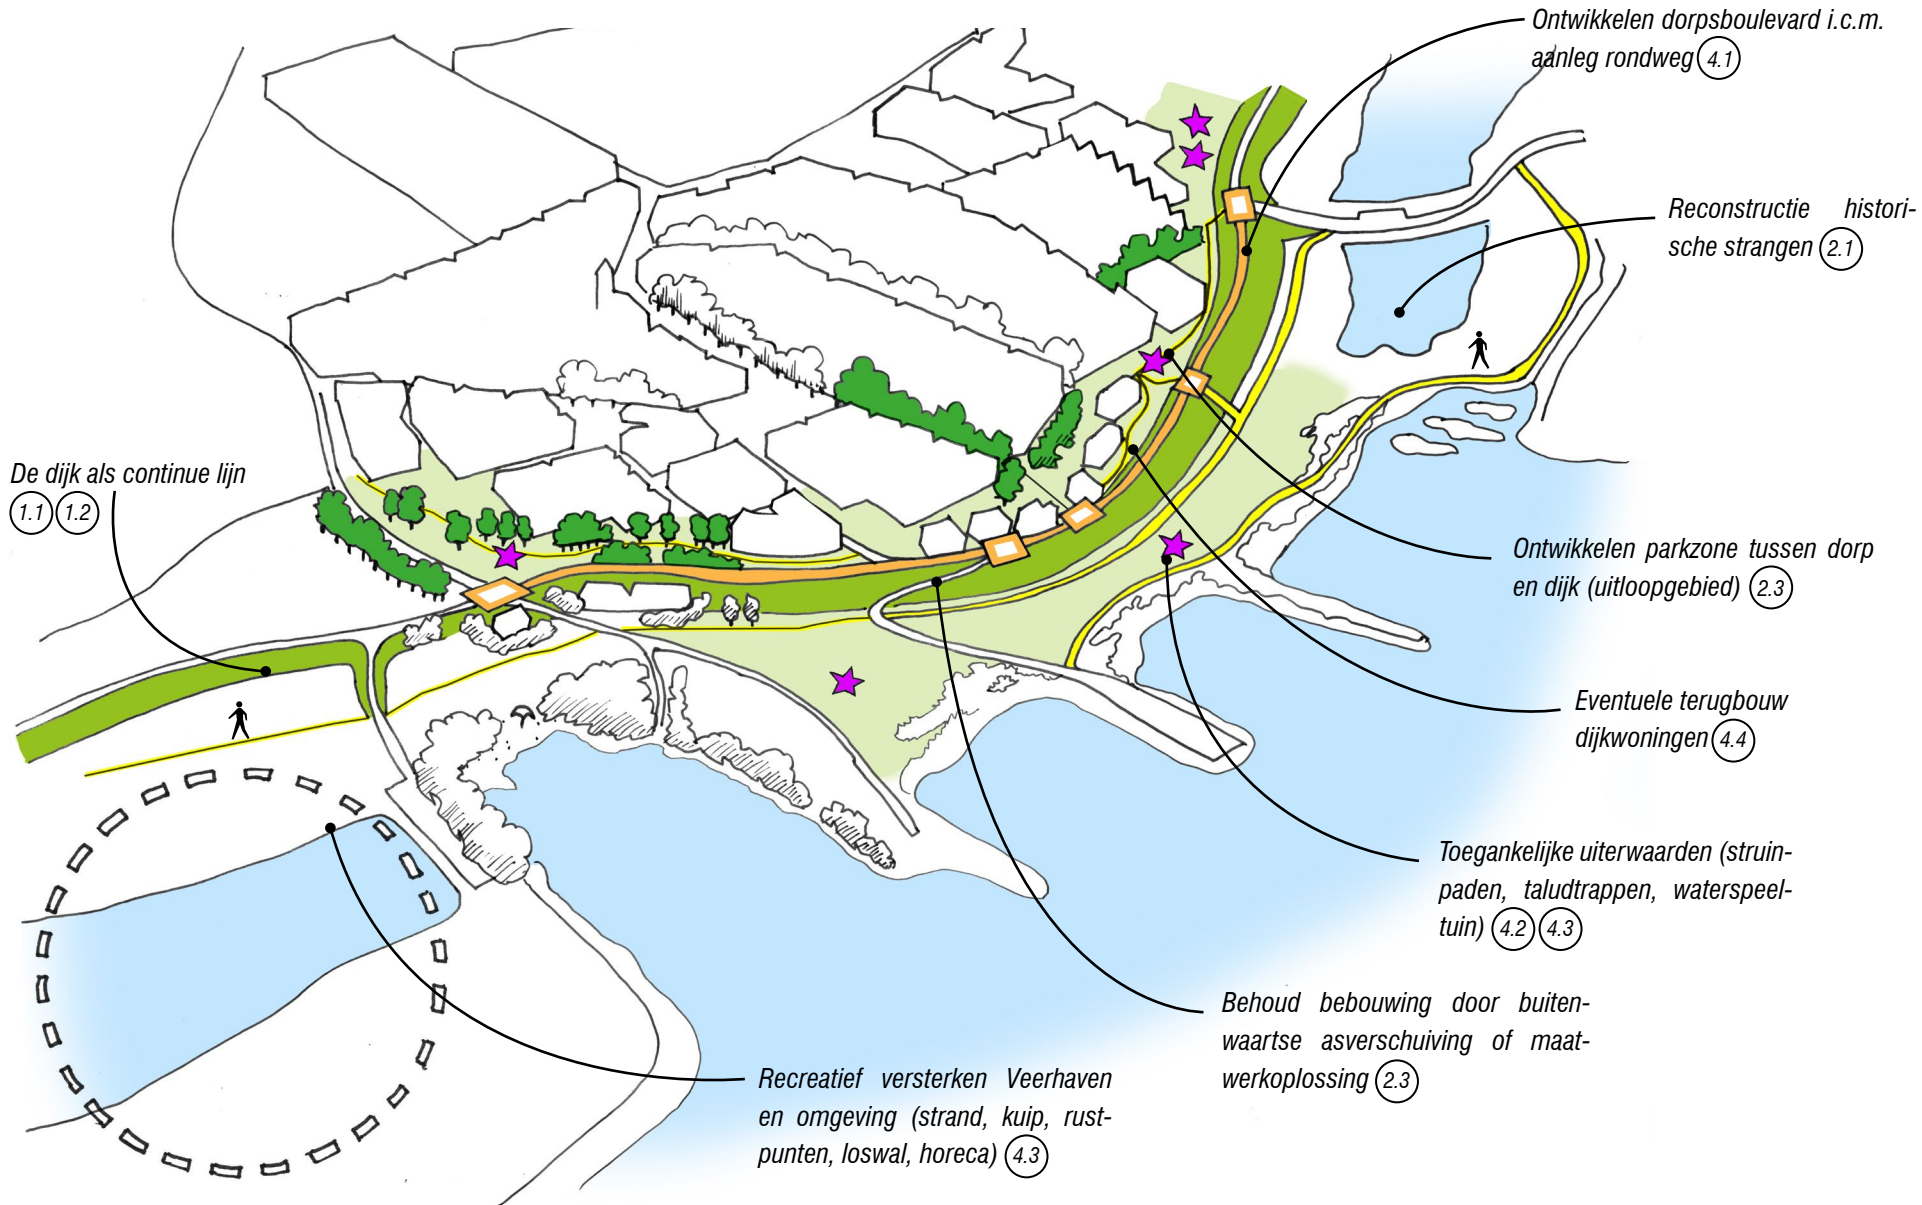 Ontwikkelen dorpsboulevard i.c.m.
aanleg rondweg 4.1
Reconstructie histori-
sche strangen 2.1
De dijk als continue lijn
1.1 1.2
Ontwikkelen parkzone tussen dorp
en dijk (uitloopgebied) 2.3
Eventuele terugbouw
dijkwoningen 4.4
Toegankelijke uiterwaarden (struin-
paden, taludtrappen, waterspeel-
tuin) 4.2 4.3
Behoud bebouwing door buiten-
waartse asverschuiving of maat-
werkoplossing 2.3
Recreatief versterken Veerhaven
en omgeving (strand, kuip, rust-
punten, loswal, horeca) 4.3